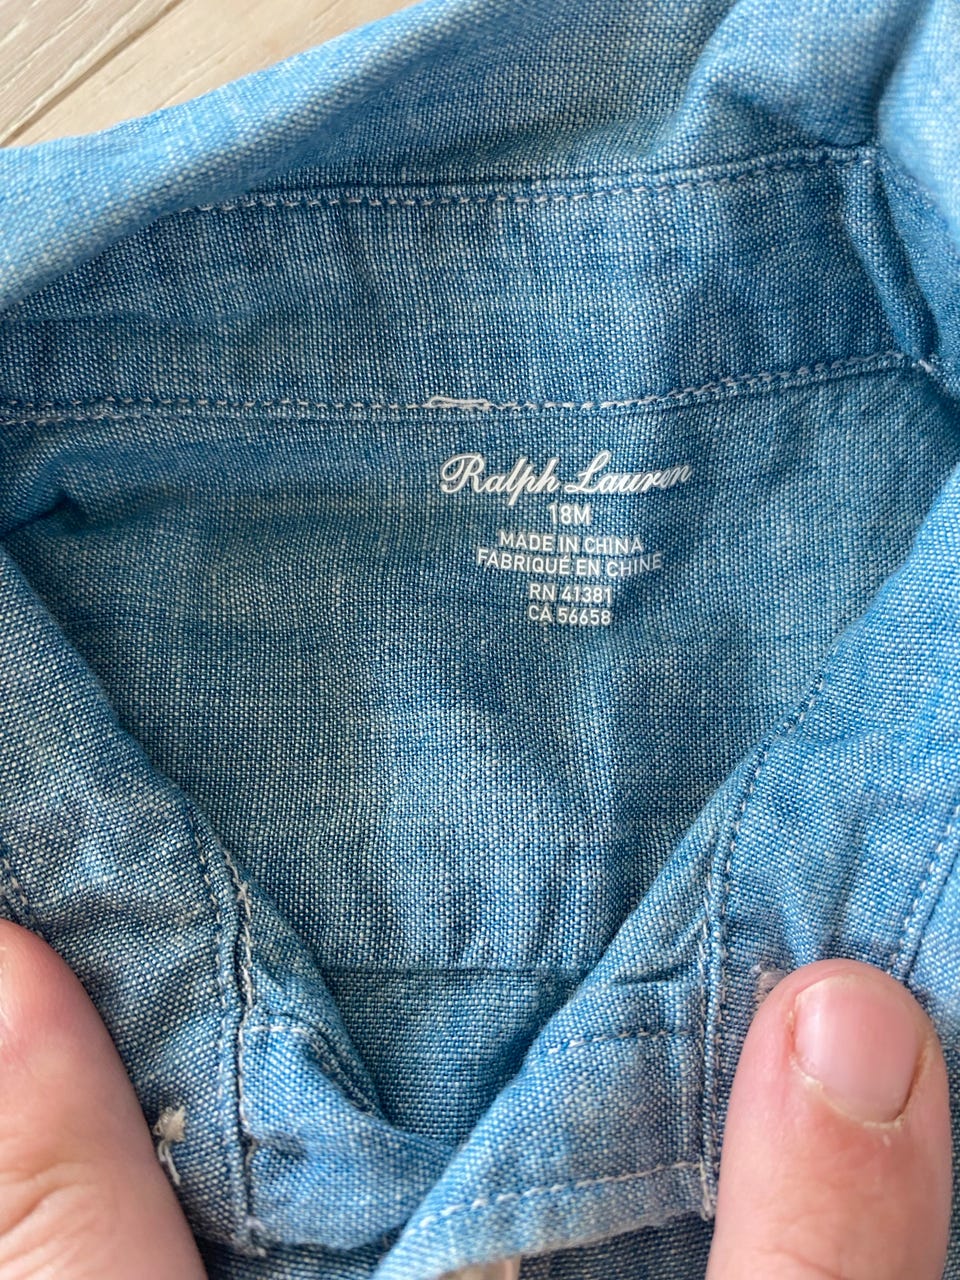 Ralph Lauren
18M
MADE IN CHINA
FABRIQUÉ EN CHINE
RN 41381
CA 56658